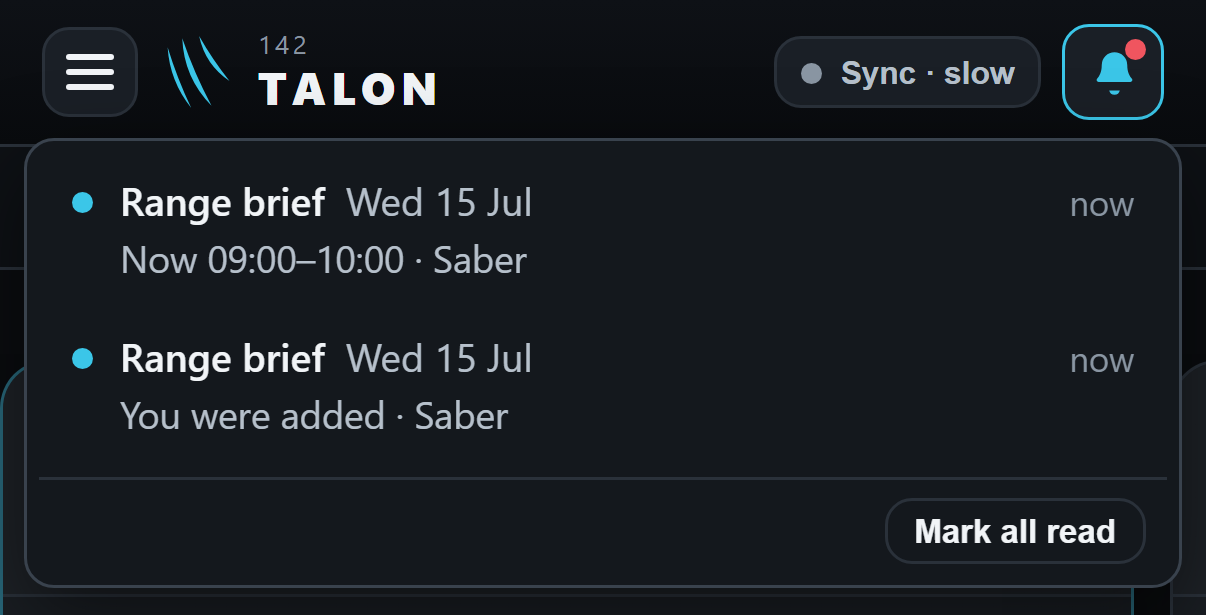 142
TALON
Sync · slow
Range brief Wed 15 Jul now
Now 09:00–10:00 · Saber
Range brief Wed 15 Jul now
You were added · Saber
Mark all read